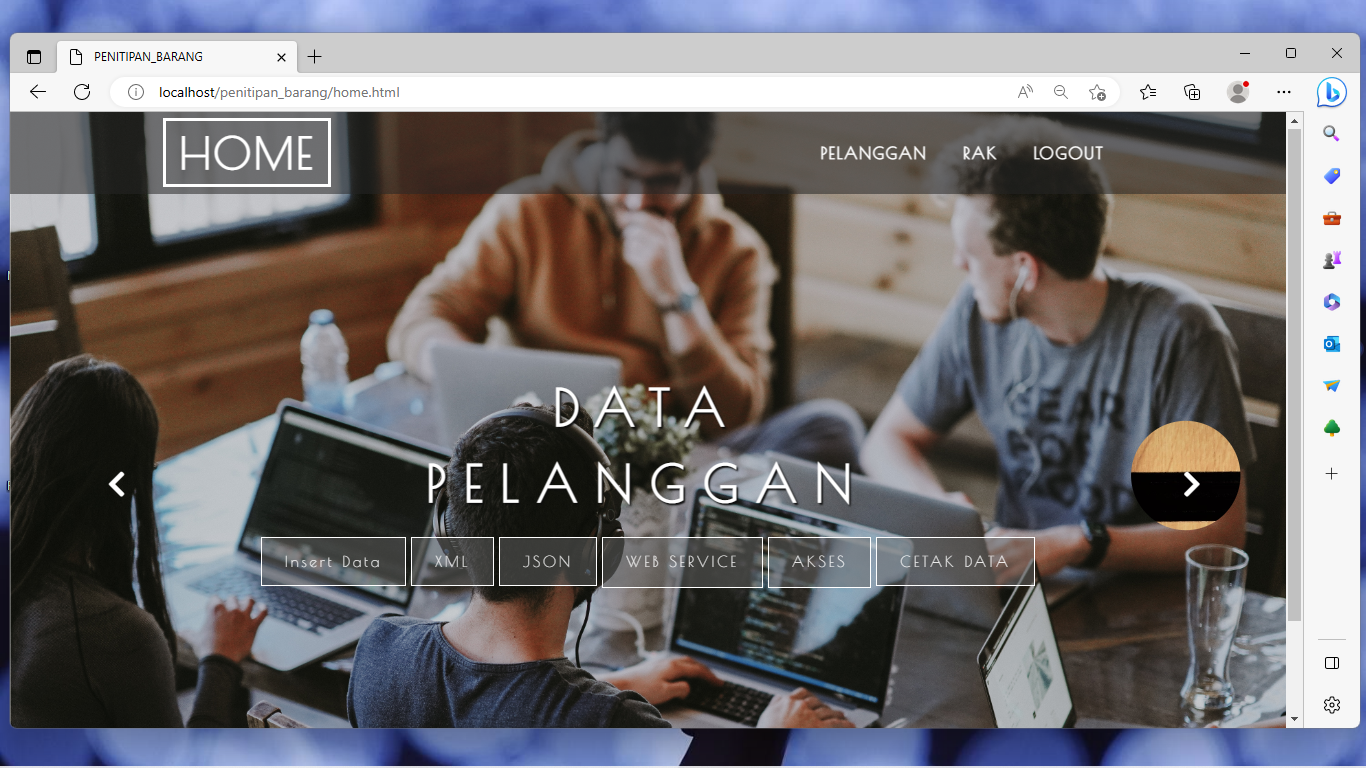 PENITIPAN_BARANG
localhost/penitipan_barang/home.html
HOME
PELANGGAN RAK LOGOUT
DATA
PELANGGAN
Insert Data XML JSON WEB SERVICE AKSES CETAK DATA